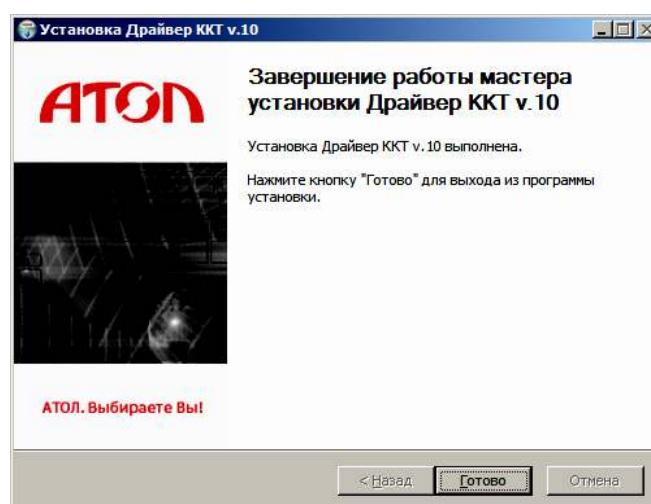 Установка Драйвер ККТ v.10
АТОЛ
Завершение работы мастера
установки Драйвер ККТ v.10
Установка Драйвер ККТ v.10 выполнена.
Нажмите кнопку "Готово" для выхода из программы
установки.
АТОЛ. Выбираете Вы!
< Назад
Готово
Отмена